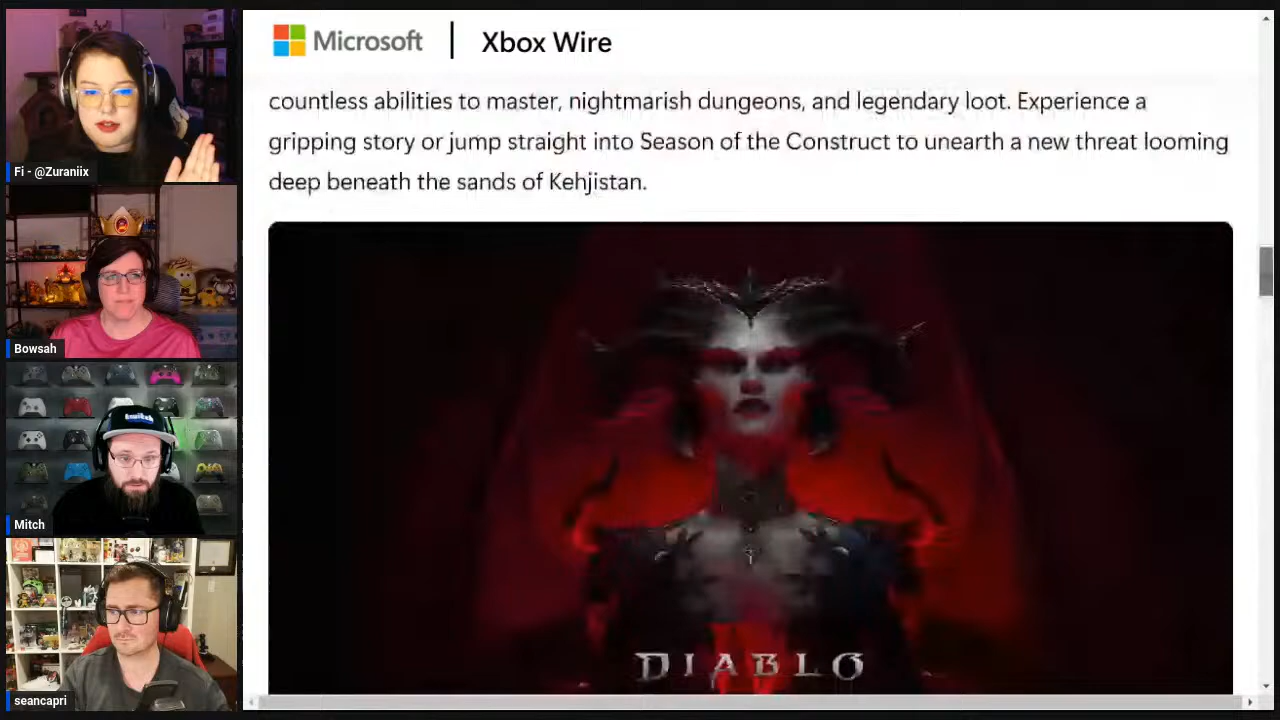 Microsoft | Xbox Wire
countless abilities to master, nightmarish dungeons, and legendary loot. Experience a
gripping story or jump straight into Season of the Construct to unearth a new threat looming
deep beneath the sands of Kehjistan.
DIABLO
Fi - @Zuraniix
Bowsah
twitch
Mitch
seancapri